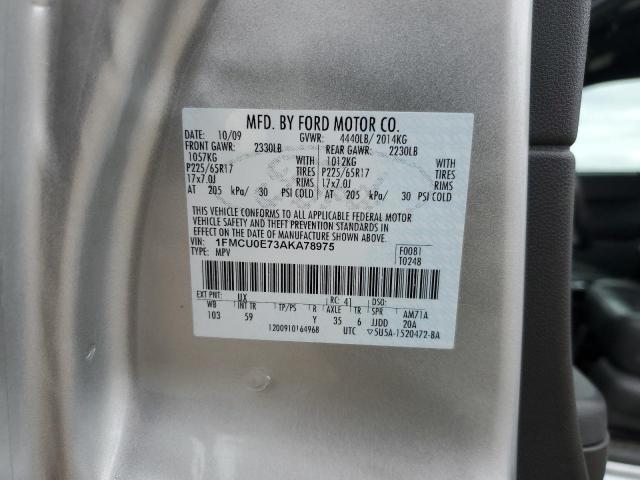 MFD. BY FORD MOTOR CO.
DATE: 10/09 GVWR: 4440LB/ 2014KG
FRONT GAWR: 2330LB REAR GAWR: 2230LB
1057KG WITH 1012KG WITH
P225/65R17 TIRES P225/65R17 TIRES
17x7.0J RIMS 17x7.0J RIMS
AT 205 kPa/ 30 PSI COLD AT 205 kPa/ 30 PSI COLD
THIS VEHICLE CONFORMS TO ALL APPLICABLE FEDERAL MOTOR
VEHICLE SAFETY AND THEFT PREVENTION STANDARDS IN
EFFECT ON THE DATE OF MANUFACTURE SHOWN ABOVE.
VIN: 1FMCU0E73AKA78975 F0081
TYPE: MPV T0248
EXT PNT: UX RC: 41 DSO:
WB INT TR TP/PS R AXLE TR SPR AM71A
103 59 Y 35 6 JJDD 20A
1200910164968 UTC 5U5A-1520472-BA